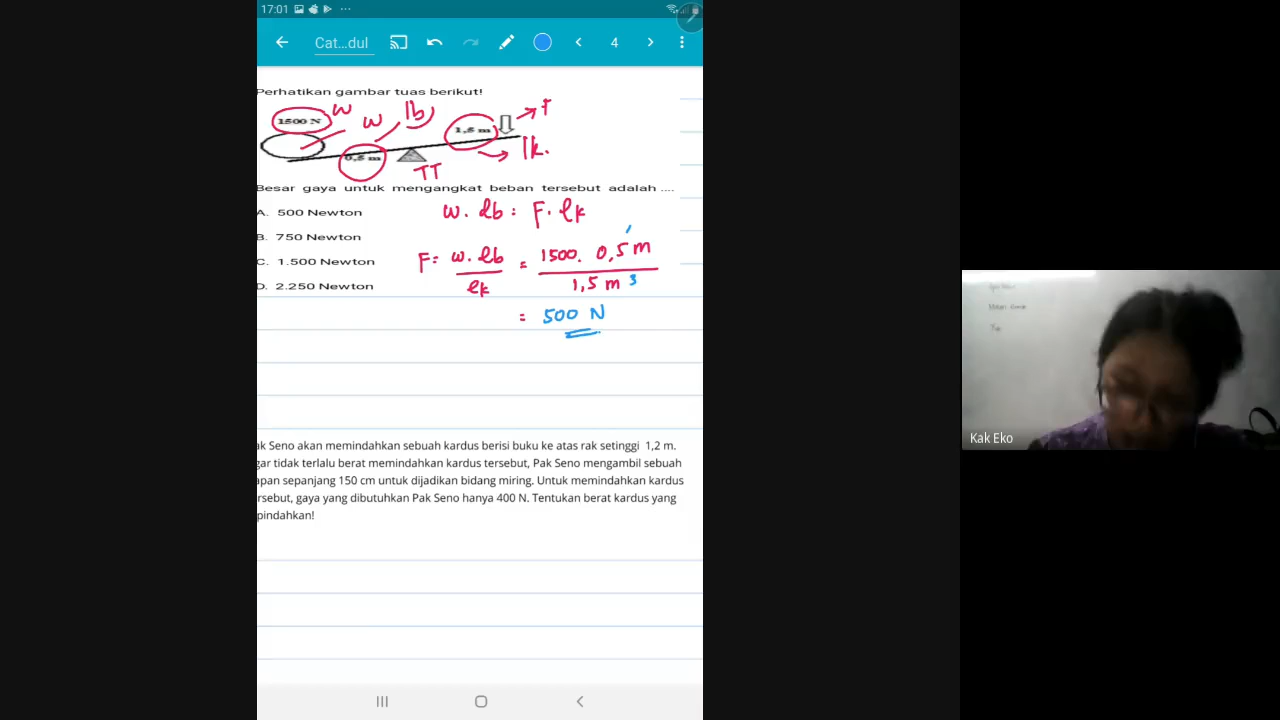 17:01
Cat...dul
4
Perhatikan gambar tuas berikut!
1500 N
w
w
lb
1,5 m
F
0,5 m
lk.
TT
Besar gaya untuk mengangkat beban tersebut adalah ....
A. 500 Newton
w. lb = F. lk
B. 750 Newton
C. 1.500 Newton
F = w. lb / lk = 1500. 0,5 m / 1,5 m
1
3
D. 2.250 Newton
= 500 N
ak Seno akan memindahkan sebuah kardus berisi buku ke atas rak setinggi 1,2 m.
gar tidak terlalu berat memindahkan kardus tersebut, Pak Seno mengambil sebuah
apan sepanjang 150 cm untuk dijadikan bidang miring. Untuk memindahkan kardus
rsebut, gaya yang dibutuhkan Pak Seno hanya 400 N. Tentukan berat kardus yang
pindahkan!
Kak Eko